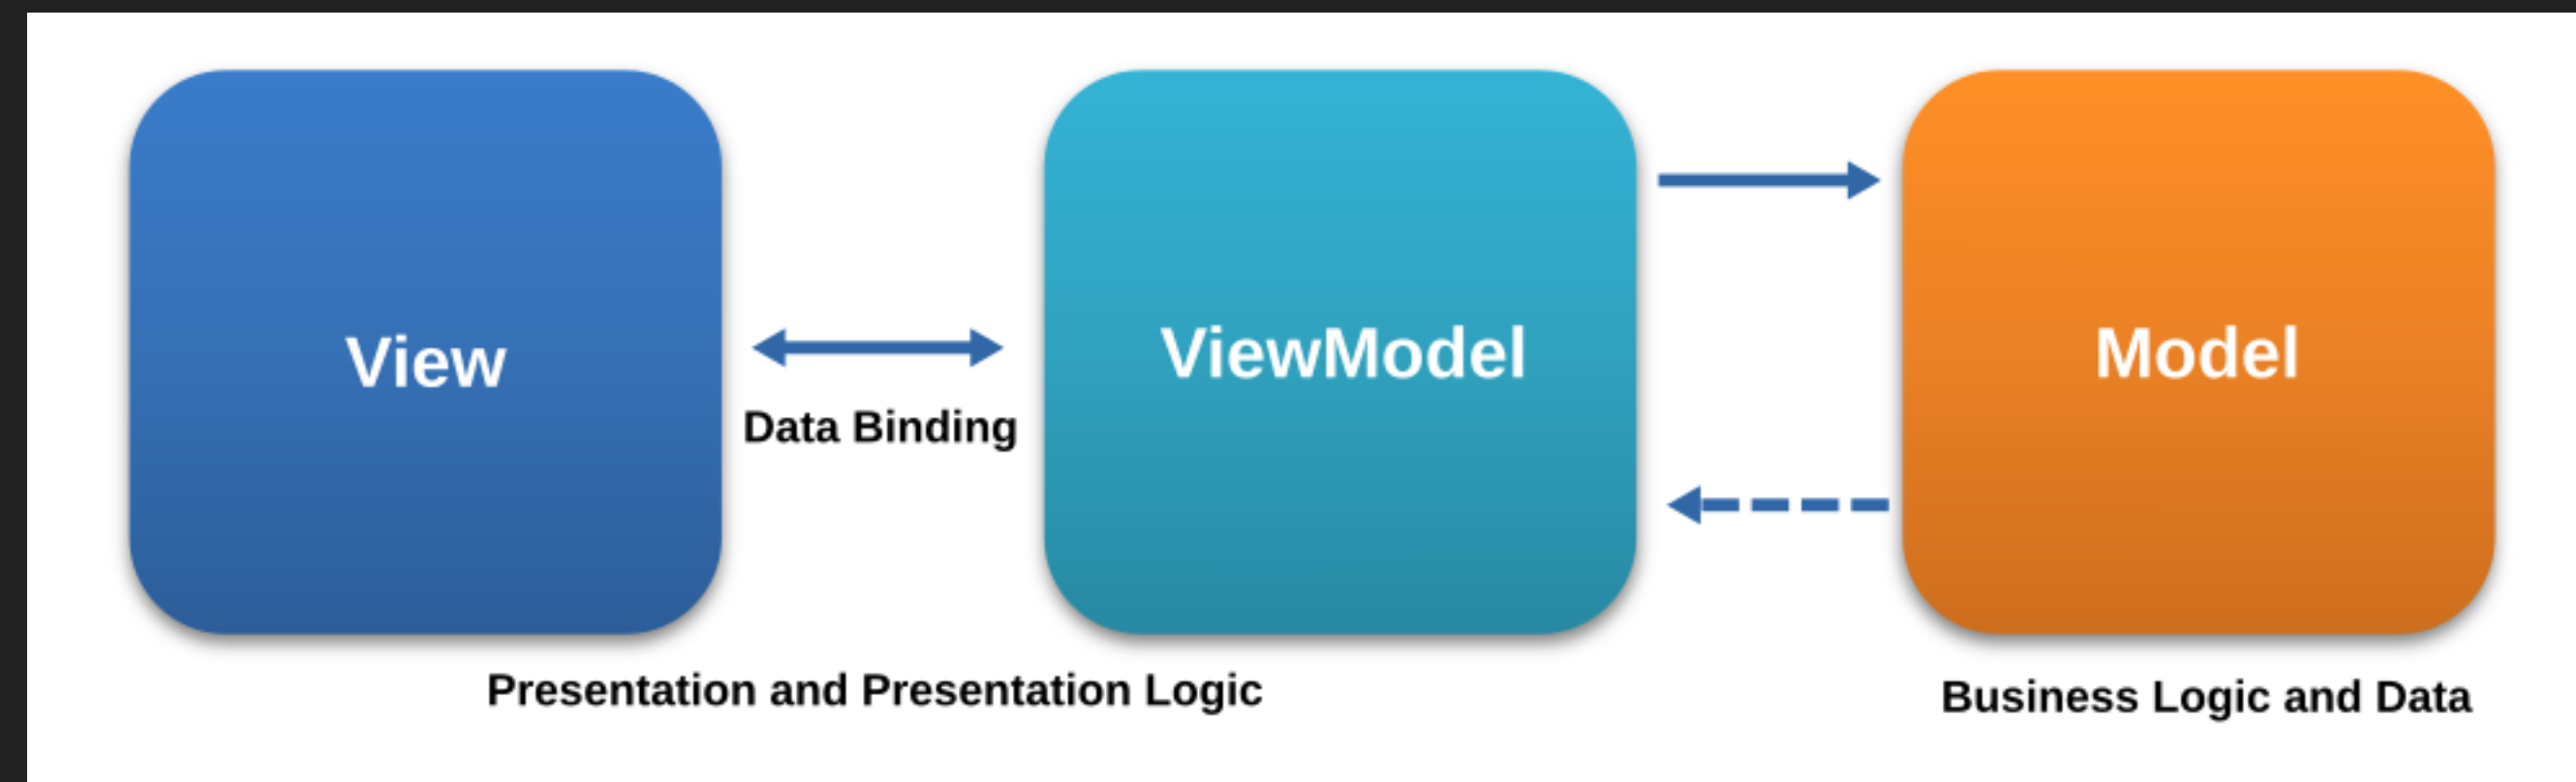 View
ViewModel
Model
Data Binding
Presentation and Presentation Logic
Business Logic and Data